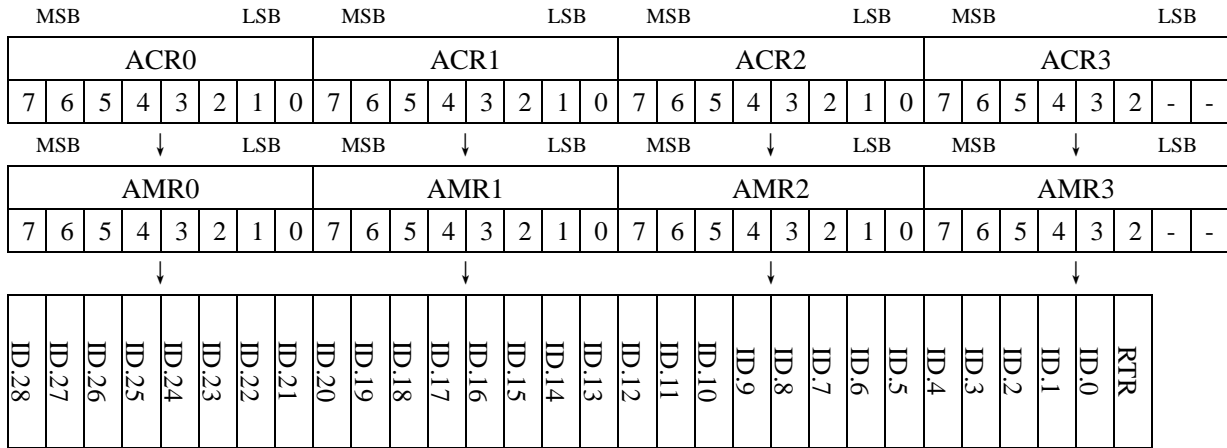 MSB LSB MSB LSB MSB LSB MSB LSB
ACR0 ACR1 ACR2 ACR3
7 6 5 4 3 2 1 0 7 6 5 4 3 2 1 0 7 6 5 4 3 2 1 0 7 6 5 4 3 2 - -
↓ ↓ ↓ ↓
MSB LSB MSB LSB MSB LSB MSB LSB
AMR0 AMR1 AMR2 AMR3
7 6 5 4 3 2 1 0 7 6 5 4 3 2 1 0 7 6 5 4 3 2 1 0 7 6 5 4 3 2 - -
↓ ↓ ↓ ↓
ID.28 ID.27 ID.26 ID.25 ID.24 ID.23 ID.22 ID.21 ID.20 ID.19 ID.18 ID.17 ID.16 ID.15 ID.14 ID.13 ID.12 ID.11 ID.10 ID.9 ID.8 ID.7 ID.6 ID.5 ID.4 ID.3 ID.2 ID.1 ID.0 RTR